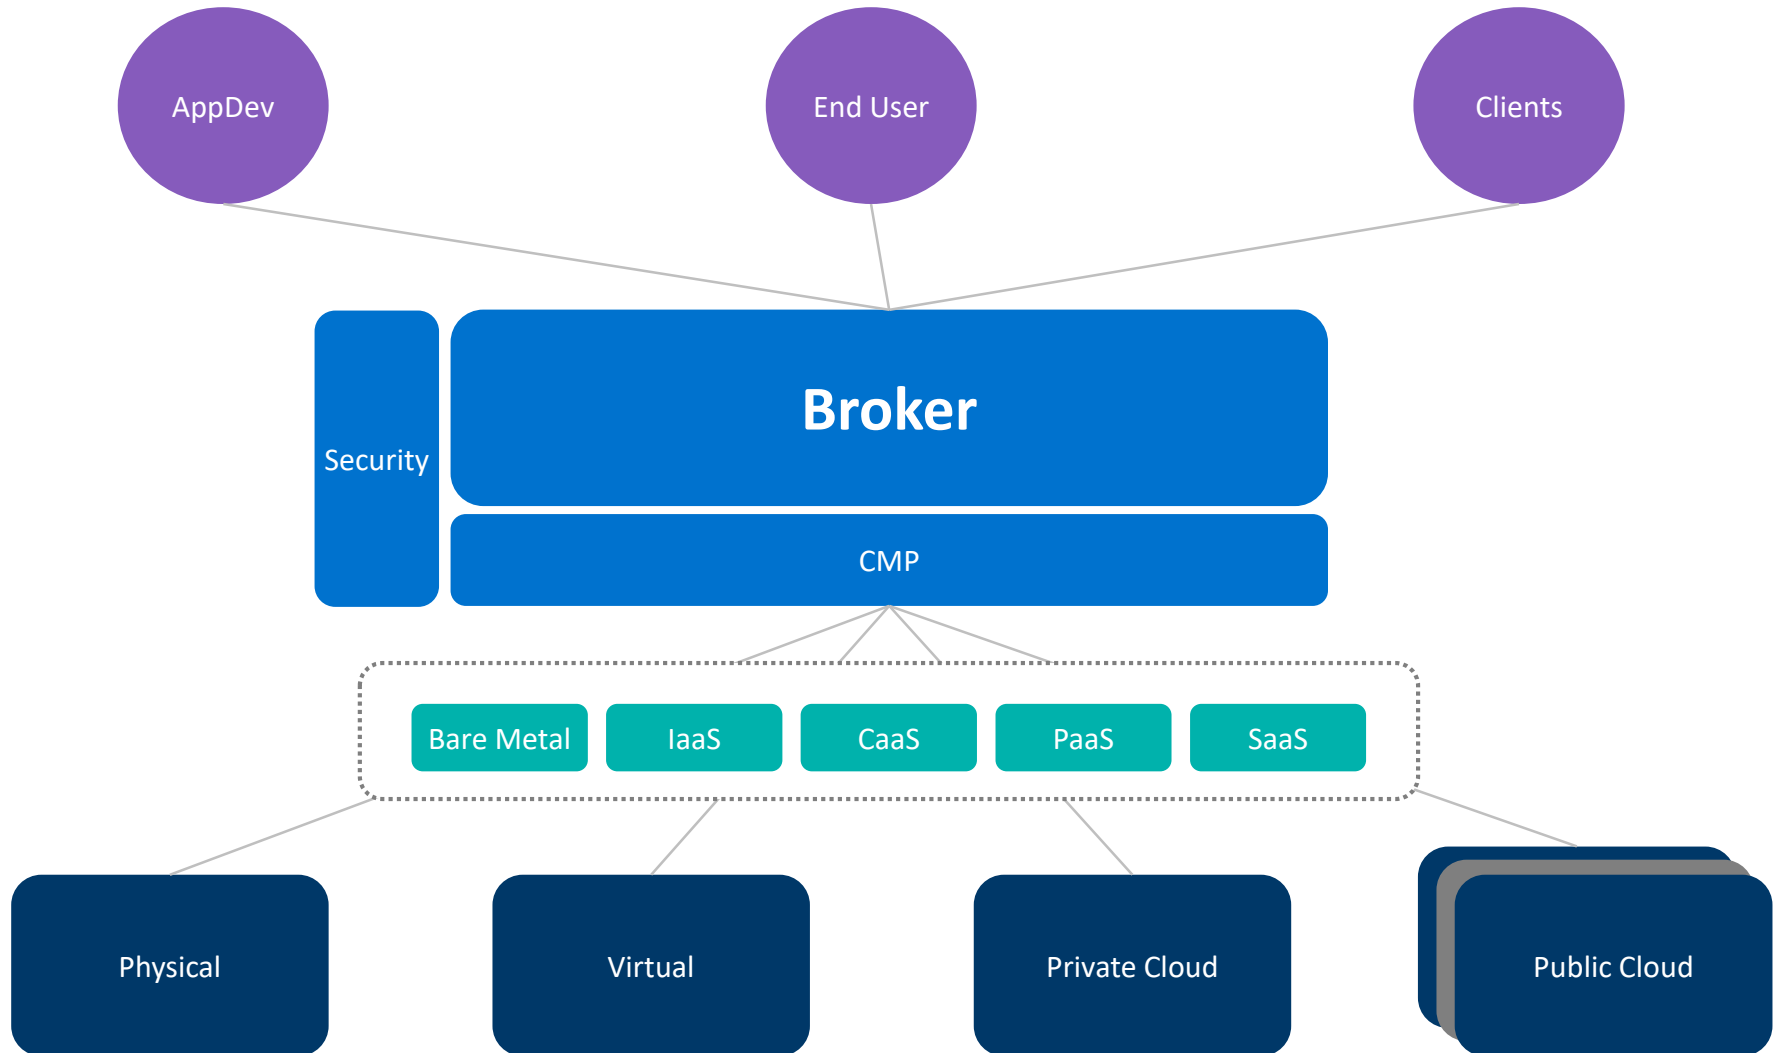 AppDev
End User
Clients
Broker
Security
CMP
Bare Metal
IaaS
CaaS
PaaS
SaaS
Physical
Virtual
Private Cloud
Public Cloud